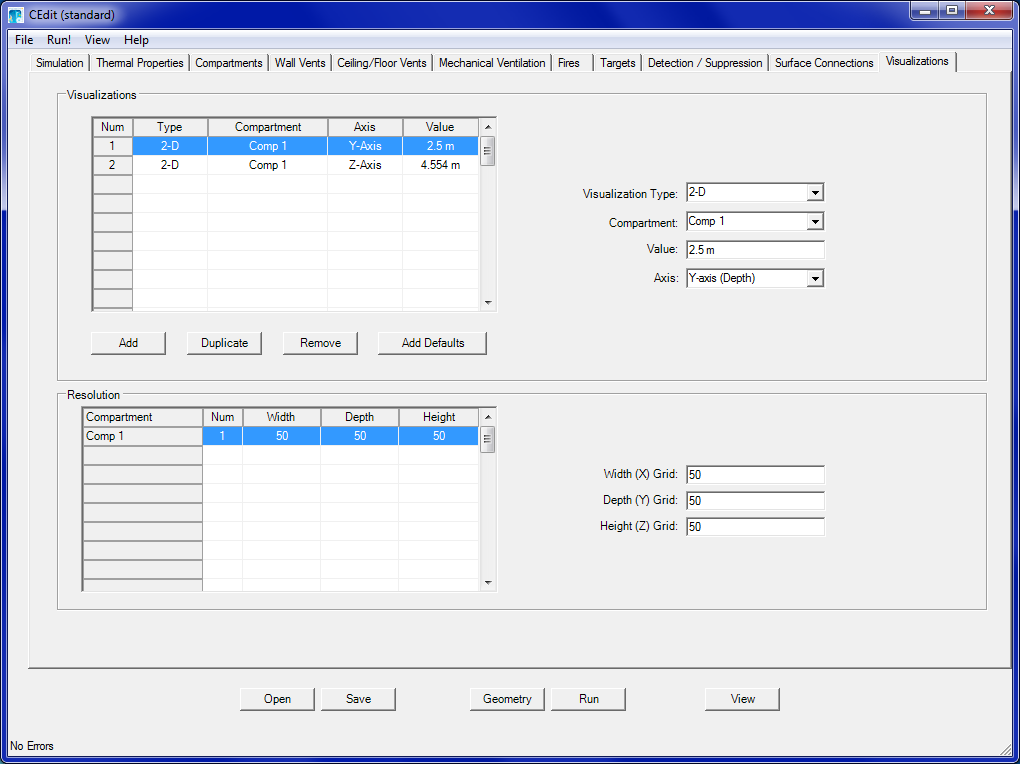 CEdit (standard)
File Run! View Help
Simulation Thermal Properties Compartments Wall Vents Ceiling/Floor Vents Mechanical Ventilation Fires Targets Detection / Suppression Surface Connections Visualizations
Visualizations
Num Type Compartment Axis Value
1 2-D Comp 1 Y-Axis 2.5 m
2 2-D Comp 1 Z-Axis 4.554 m
Visualization Type: 2-D
Compartment: Comp 1
Value: 2.5 m
Axis: Y-axis (Depth)
Add Duplicate Remove Add Defaults
Resolution
Compartment Num Width Depth Height
Comp 1 1 50 50 50
Width (X) Grid: 50
Depth (Y) Grid: 50
Height (Z) Grid: 50
Open Save Geometry Run View
No Errors